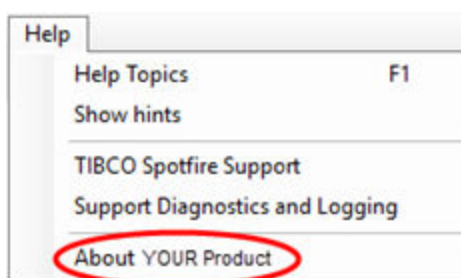 Help
Help Topics F1
Show hints
TIBCO Spotfire Support
Support Diagnostics and Logging
About YOUR Product